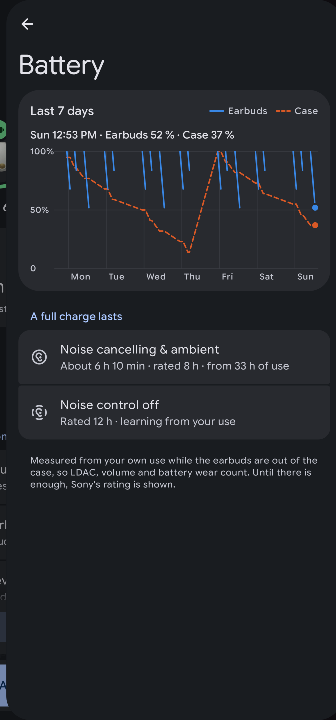 Battery
Last 7 days
Earbuds
Case
Sun 12:53 PM · Earbuds 52 % · Case 37 %
100%
50%
0
Mon Tue Wed Thu Fri Sat Sun
A full charge lasts
Noise cancelling & ambient
About 6 h 10 min · rated 8 h · from 33 h of use
Noise control off
Rated 12 h · learning from your use
Measured from your own use while the earbuds are out of the
case, so LDAC, volume and battery wear count. Until there is
enough, Sony's rating is shown.